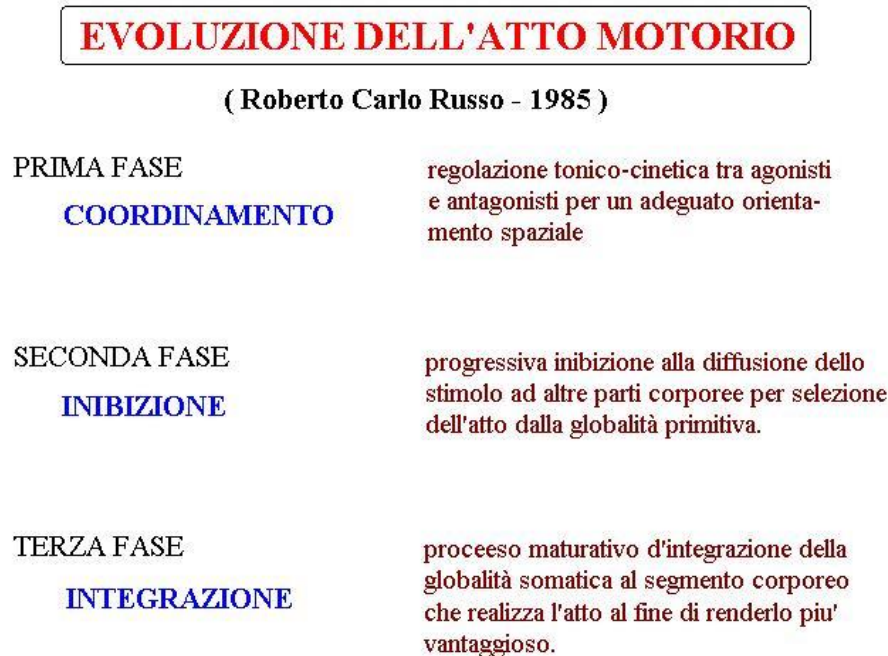 EVOLUZIONE DELL'ATTO MOTORIO
( Roberto Carlo Russo - 1985 )
PRIMA FASE
COORDINAMENTO
regolazione tonico-cinetica tra agonisti
e antagonisti per un adeguato orienta-
mento spaziale
SECONDA FASE
INIBIZIONE
progressiva inibizione alla diffusione dello
stimolo ad altre parti corporee per selezione
dell'atto dalla globalità primitiva.
TERZA FASE
INTEGRAZIONE
proceeso maturativo d'integrazione della
globalità somatica al segmento corporeo
che realizza l'atto al fine di renderlo piu'
vantaggioso.